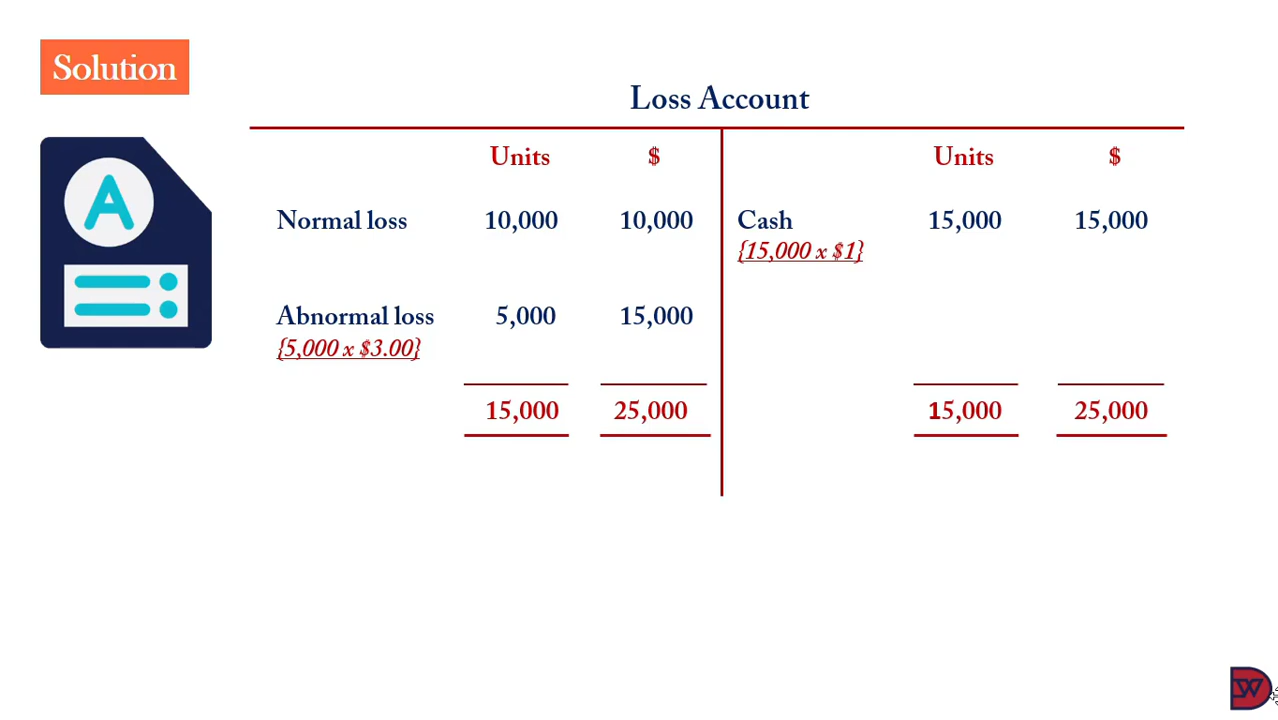 Solution
Loss Account
Units $ Units $
Normal loss 10,000 10,000 Cash 15,000 15,000
{15,000 x $1}
Abnormal loss 5,000 15,000
{5,000 x $3.00}
15,000 25,000 15,000 25,000
A
DW